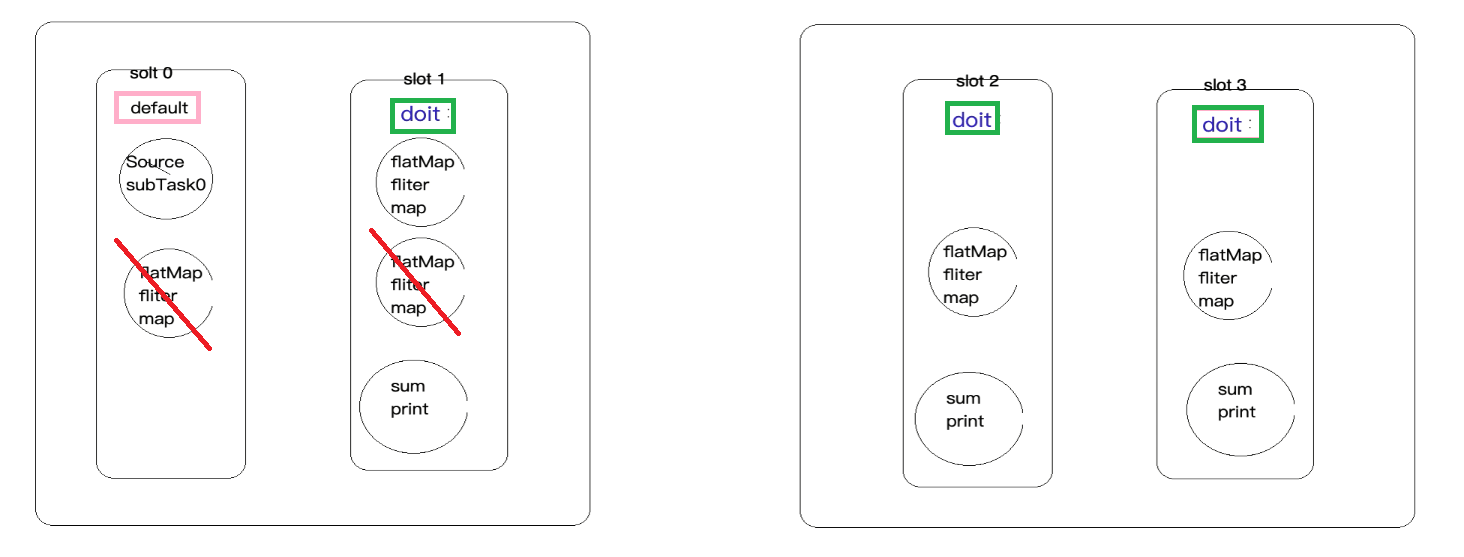 solt 0
default
Source
subTask0
flatMap
fliter
map
slot 1
doit :
flatMap
fliter
map
flatMap
fliter
map
sum
print
slot 2
doit
flatMap
fliter
map
sum
print
slot 3
doit :
flatMap
fliter
map
sum
print